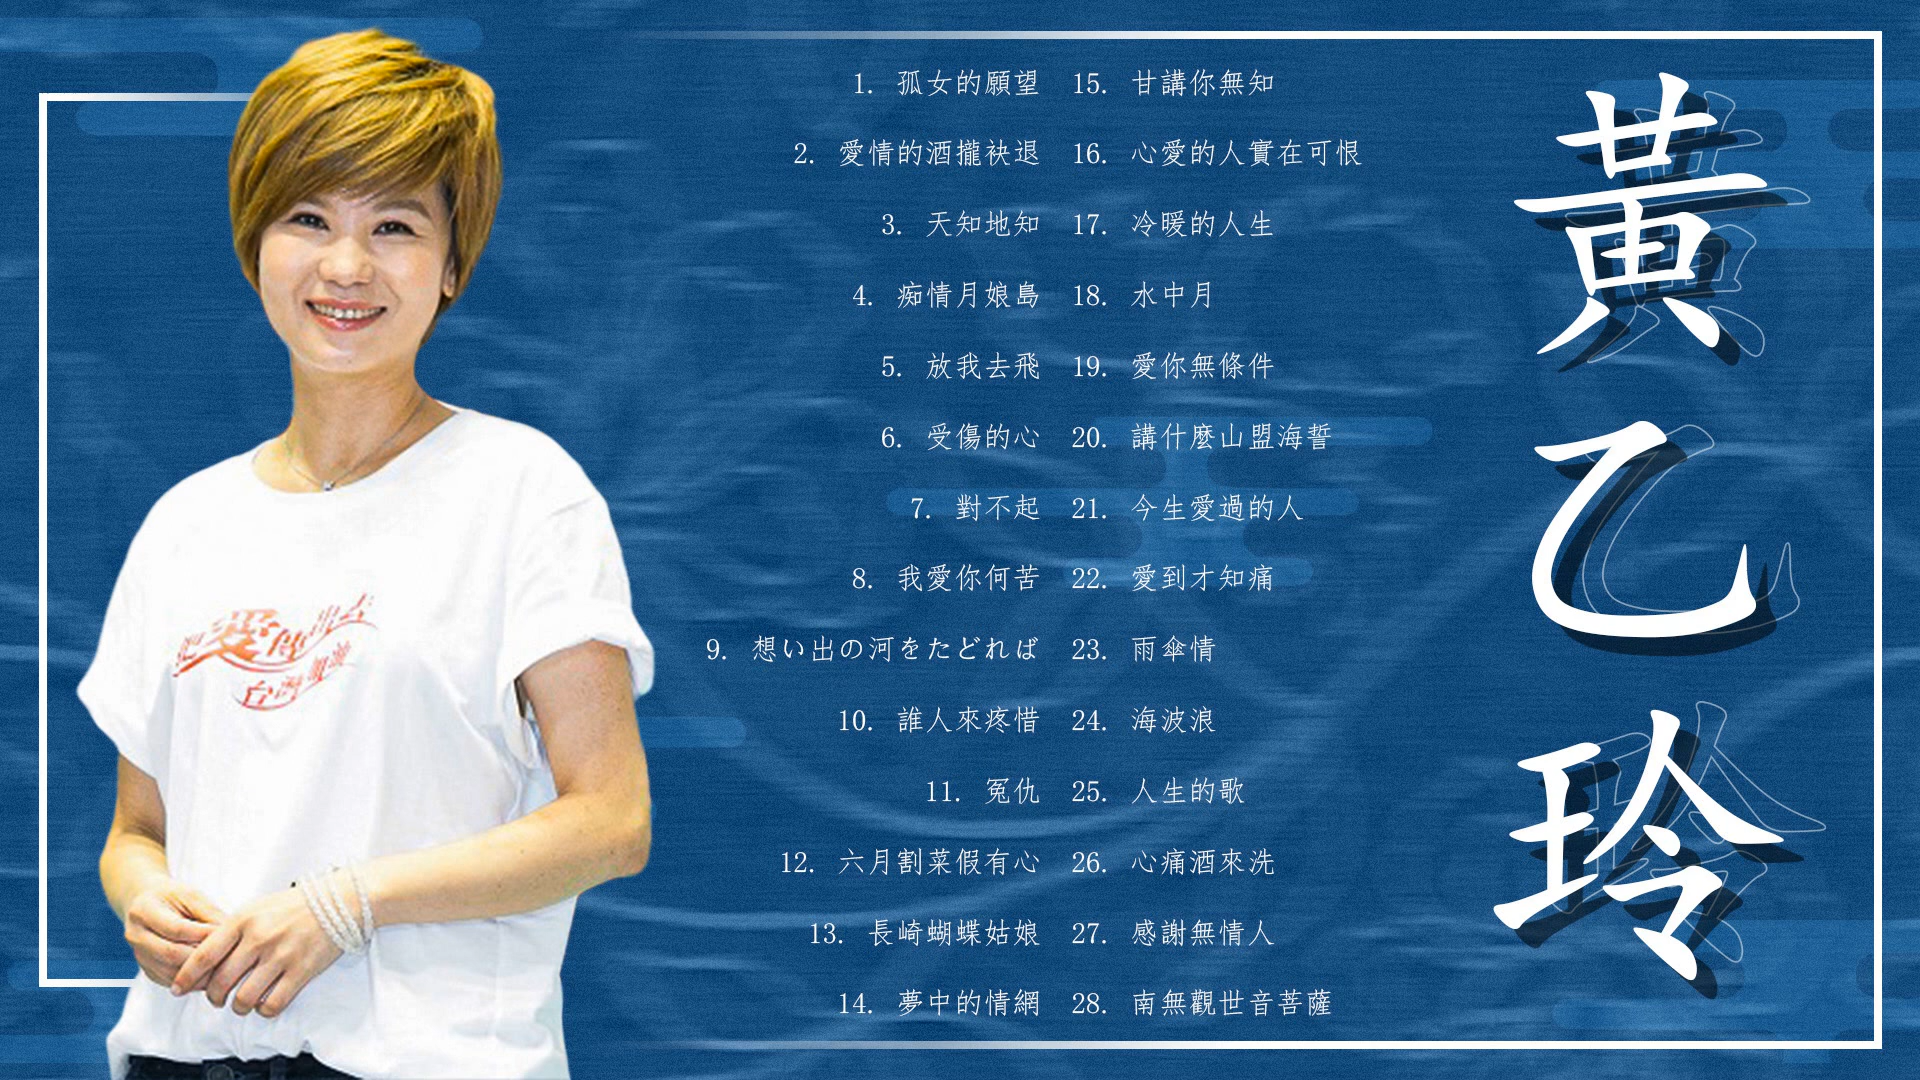 1. 孤女的願望
2. 愛情的酒攏袂退
3. 天知地知
4. 痴情月娘島
5. 放我去飛
6. 受傷的心
7. 對不起
8. 我愛你何苦
9. 想い出の河をたどれば
10. 誰人來疼惜
11. 冤仇
12. 六月割菜假有心
13. 長崎蝴蝶姑娘
14. 夢中的情網
15. 甘講你無知
16. 心愛的人實在可恨
17. 冷暖的人生
18. 水中月
19. 愛你無條件
20. 講什麼山盟海誓
21. 今生愛過的人
22. 愛到才知痛
23. 雨傘情
24. 海波浪
25. 人生的歌
26. 心痛酒來洗
27. 感謝無情人
28. 南無觀世音菩薩
黃乙玲
愛
台灣